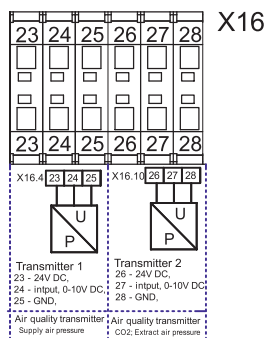 X16
23 24 25 26 27 28
23 24 25 26 27 28
X16.4 23 24 25
X16.10 26 27 28
U
P
U
P
Transmitter 1
23 - 24V DC,
24 - intput, 0-10V DC,
25 - GND,
Transmitter 2
26 - 24V DC,
27 - intput, 0-10V DC,
28 - GND,
Air quality transmitter
Supply air pressure
Air quality transmitter
CO2; Extract air pressure